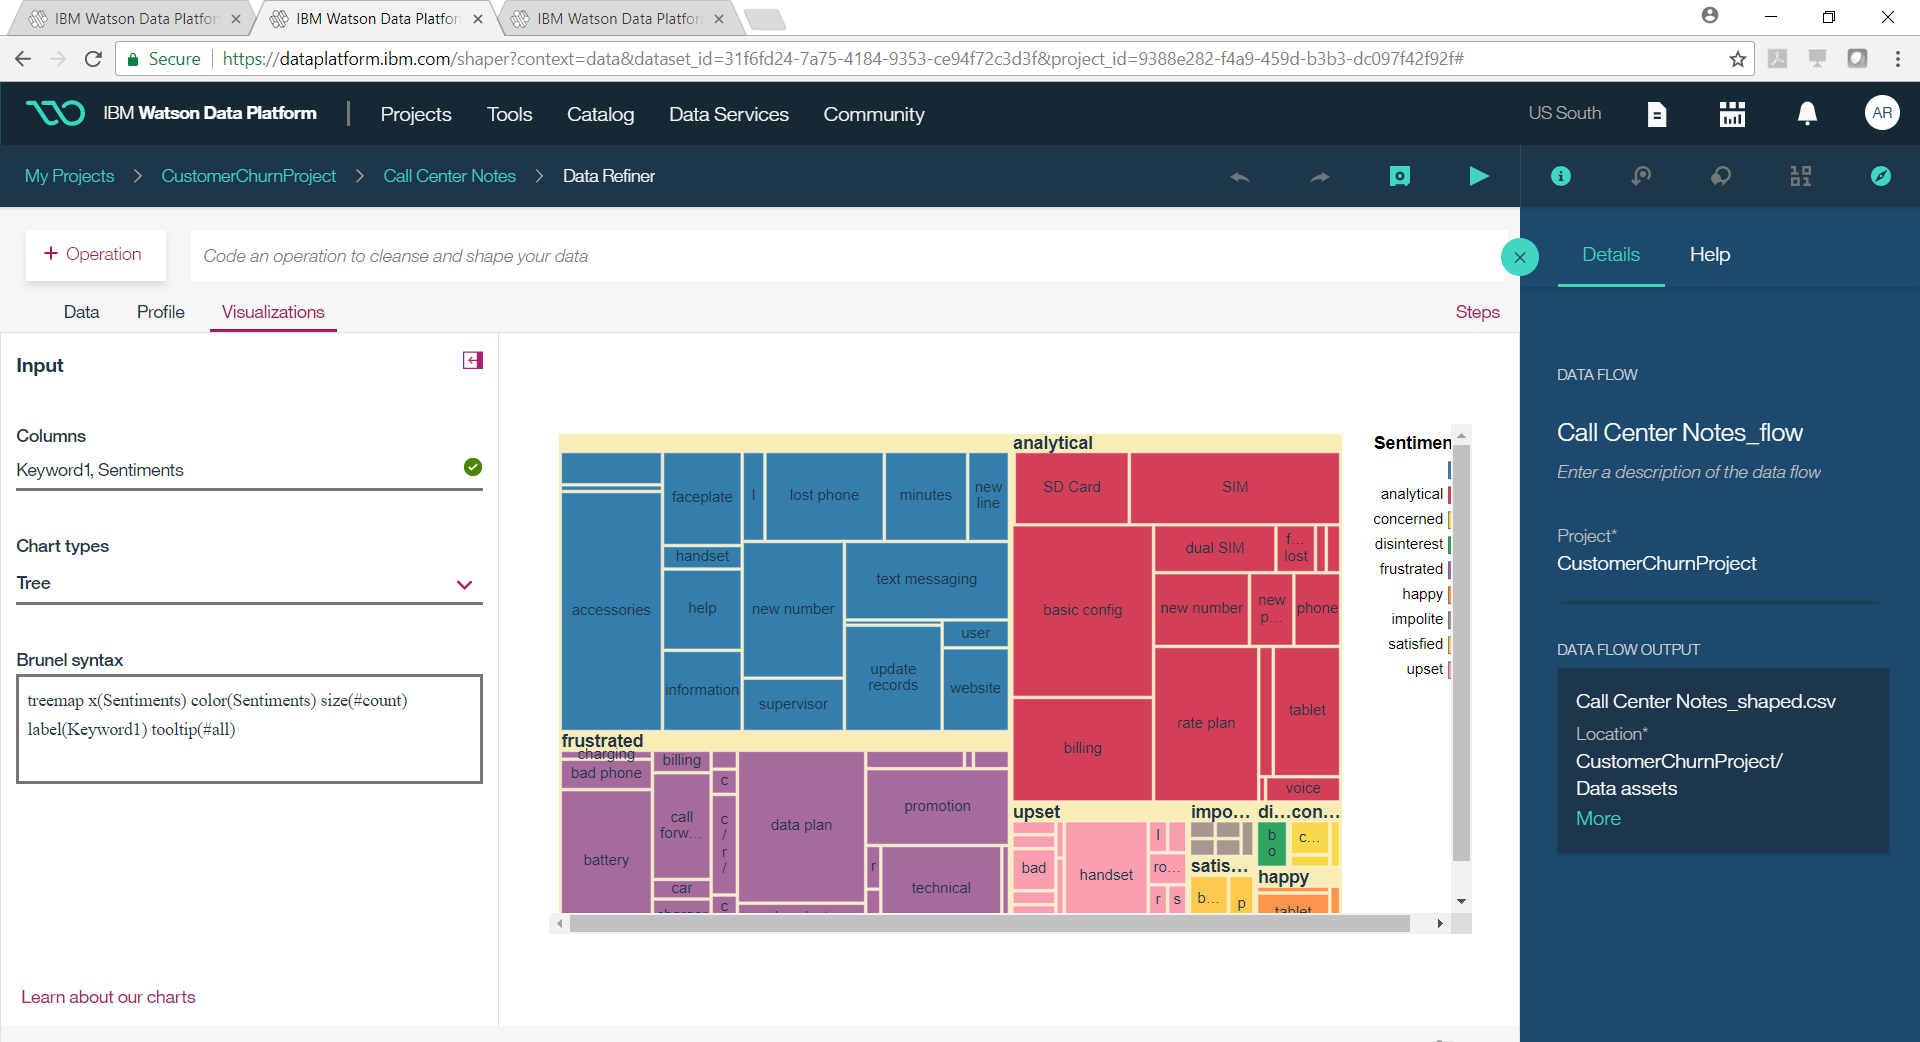 IBM Watson Data Platfor
IBM Watson Data Platfor
IBM Watson Data Platfor
Secure
https://dataplatform.ibm.com/shaper?context=data&dataset_id=31f6fd24-7a75-4184-9353-ce94f72c3d3f&project_id=9388e282-f4a9-459d-b3b3-dc097f42f92f#
IBM Watson Data Platform
Projects
Tools
Catalog
Data Services
Community
US South
AR
My Projects > CustomerChurnProject > Call Center Notes > Data Refiner
+ Operation
Code an operation to cleanse and shape your data
Details
Help
Data
Profile
Visualizations
Steps
Input
Columns
Keyword1, Sentiments
Chart types
Tree
Brunel syntax
treemap x(Sentiments) color(Sentiments) size(#count)
label(Keyword1) tooltip(#all)
Learn about our charts
accessories
faceplate
handset
help
information
l
lost phone
minutes
new
line
new number
supervisor
text messaging
update
records
user
website
analytical
SD Card
SIM
basic config
billing
dual SIM
f...
lost
new number
new
p...
phone
rate plan
tablet
voice
frustrated
charging
bad phone
battery
billing
call
forw...
car
charger
c
c
/
r
/
c
data plan
promotion
r
technical
upset
bad
handset
l
ro...
r
s
impo...
satis...
b...
p
di...
b
o
con...
c...
happy
tablet
Sentimen
analytical
concerned
disinterest
frustrated
happy
impolite
satisfied
upset
DATA FLOW
Call Center Notes_flow
Enter a description of the data flow
Project*
CustomerChurnProject
DATA FLOW OUTPUT
Call Center Notes_shaped.csv
Location*
CustomerChurnProject/
Data assets
More